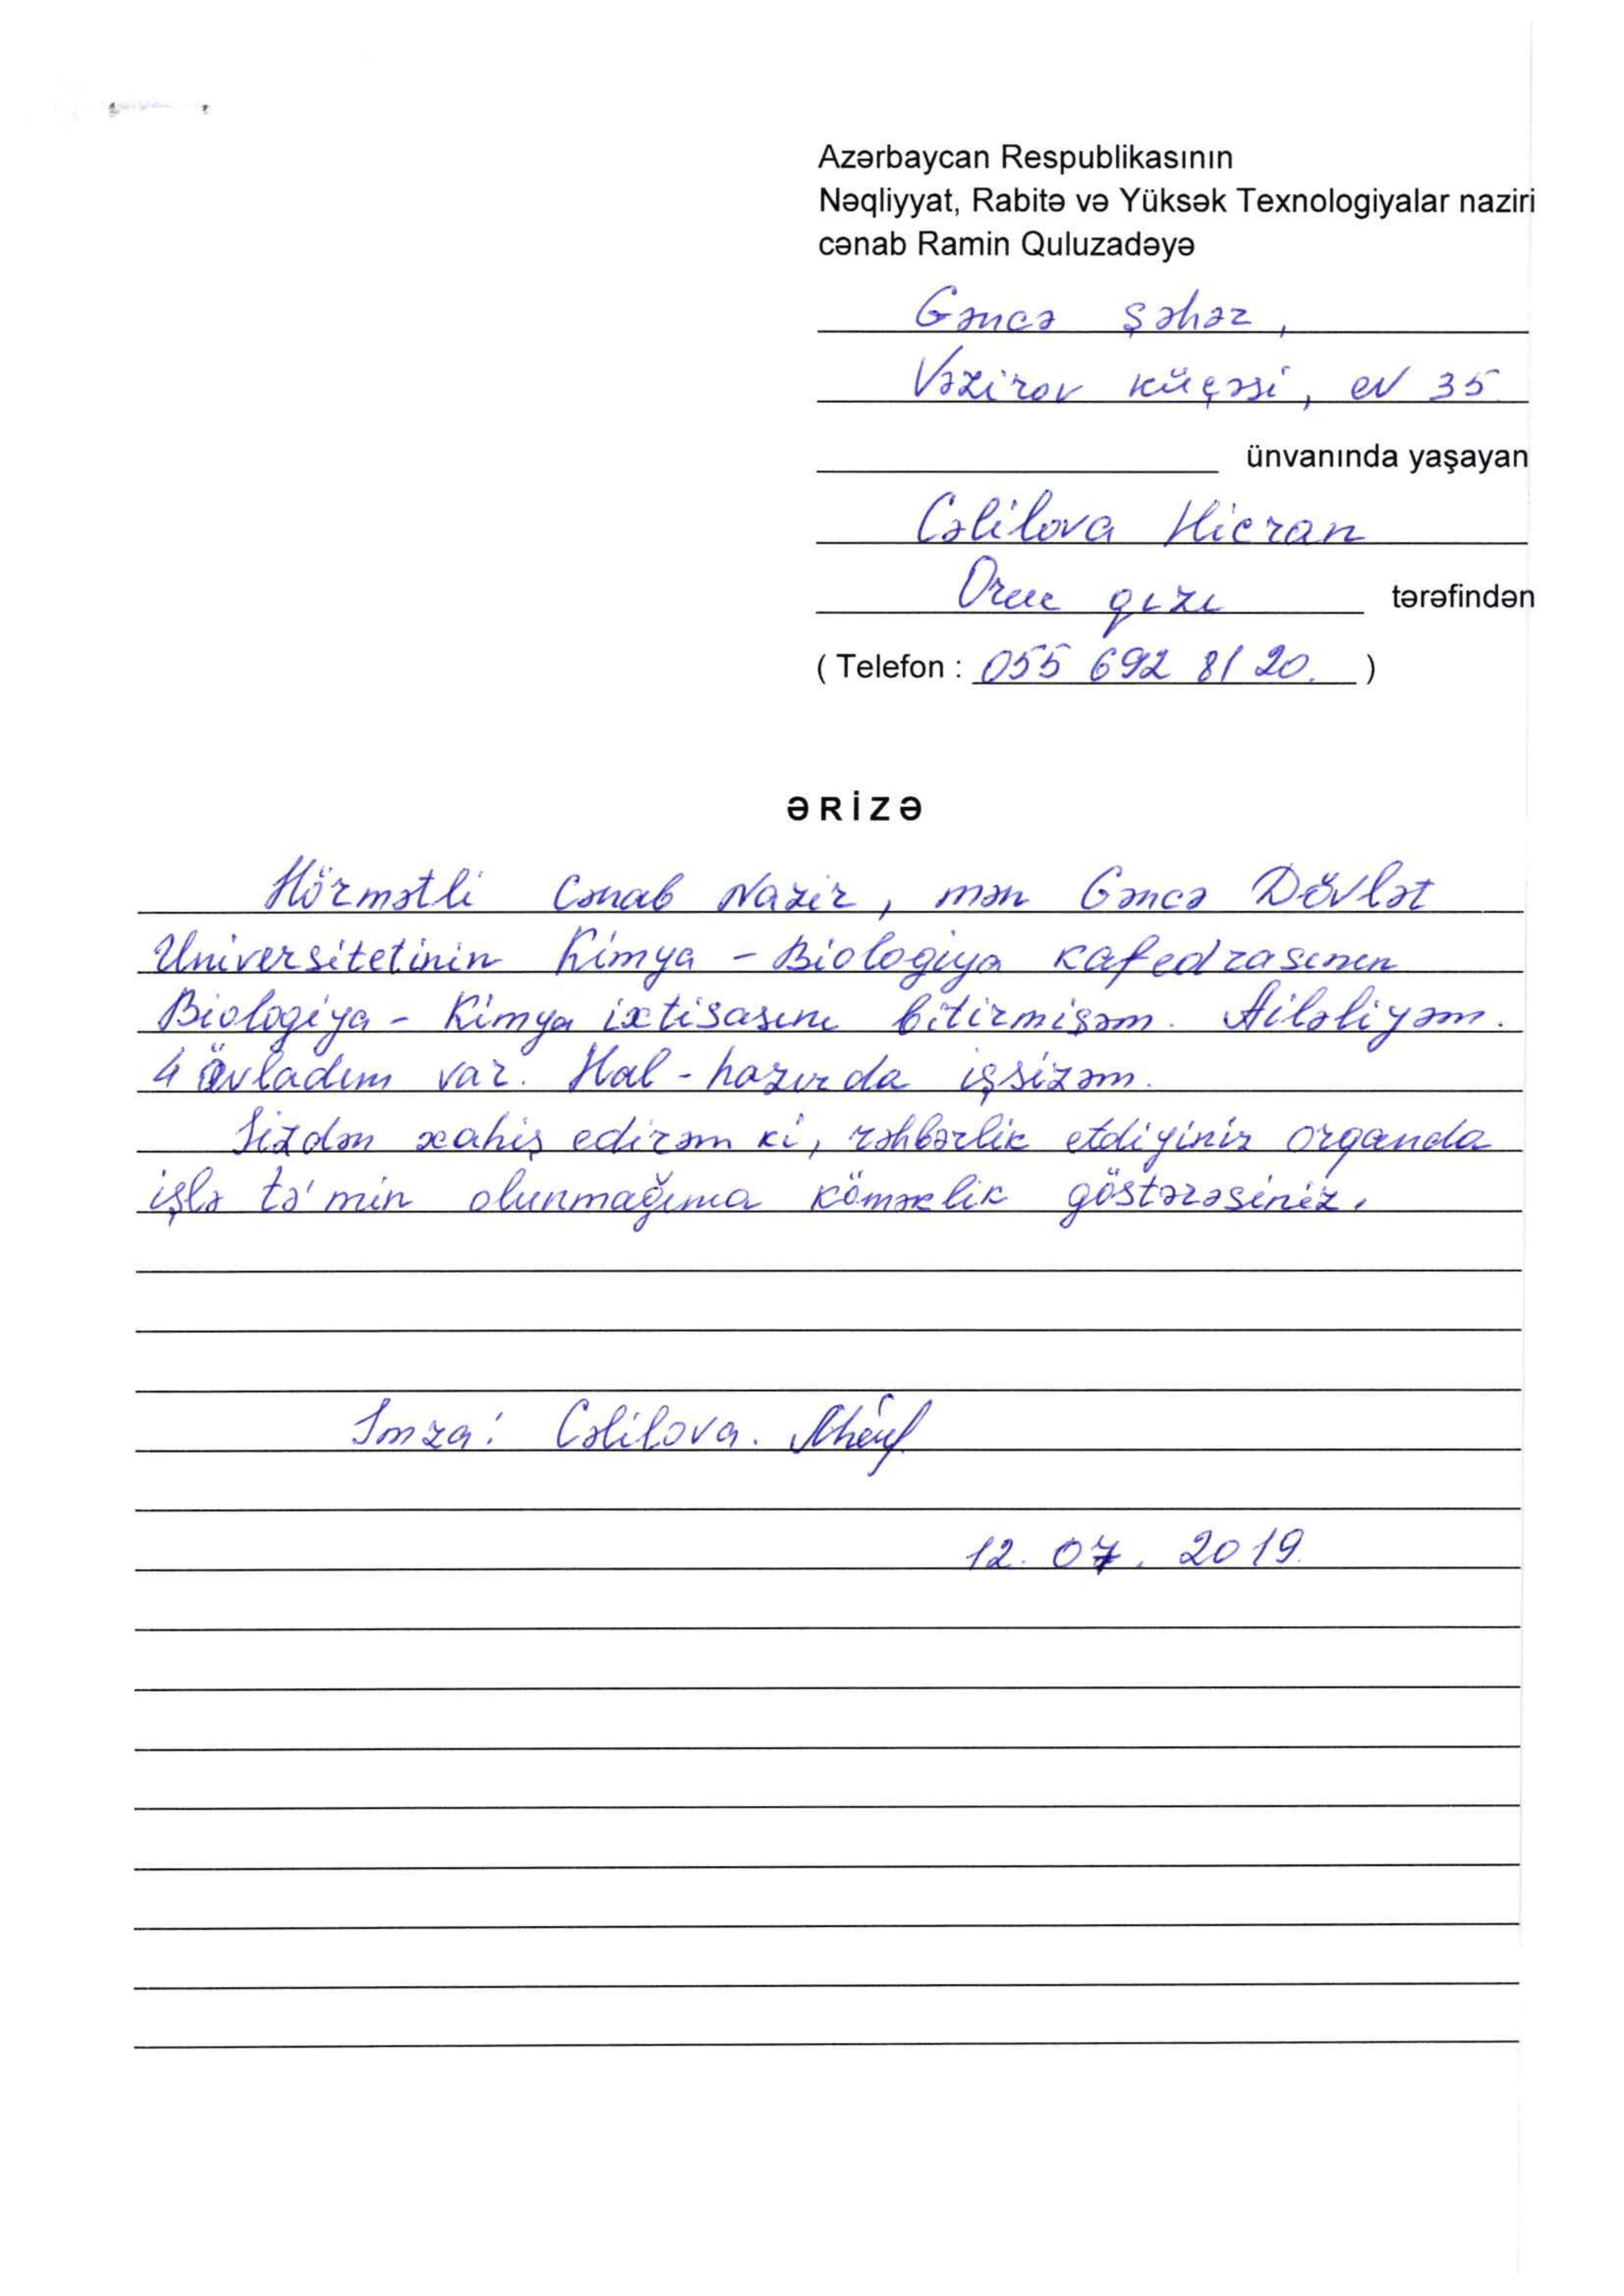 Azərbaycan Respublikasının
Nəqliyyat, Rabitə və Yüksək Texnologiyalar naziri
cənab Ramin Quluzadəyə
Gəncə şəhər,
Vəzirov küçəsi, ev 35
ünvanında yaşayan
Cəlilova Hicran
Oruc qızı tərəfindən
( Telefon : 055 692 81 20. )
ƏRİZƏ
Hörmətli Cənab Nazir, mən Gəncə Dövlət
Universitetinin Kimya - Biologiya kafedrasının
Biologiya - Kimya ixtisasını bitirmişəm. Ailəliyəm.
4 övladım var. Hal - hazırda işsizəm.
Sizdən xahiş edirəm ki, rəhbərlik etdiyiniz organda
işlə tə'min olunmağıma köməklik göstərəsiniz.
İmza: Cəlilova.
12. 07. 2019.